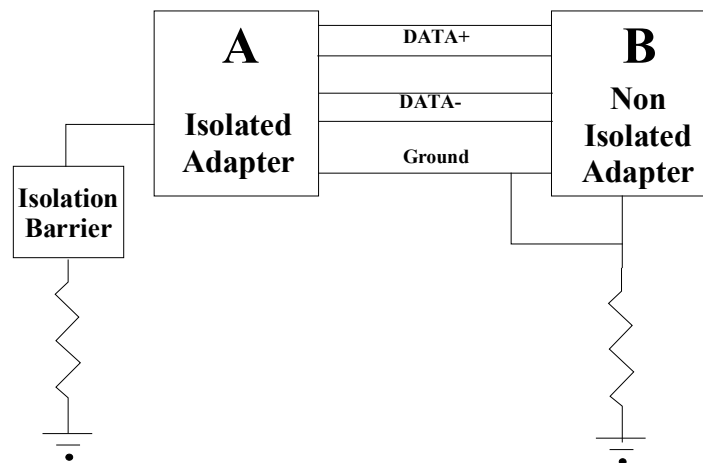 A
Isolated
Adapter
DATA+
DATA-
Ground
B
Non
Isolated
Adapter
Isolation
Barrier